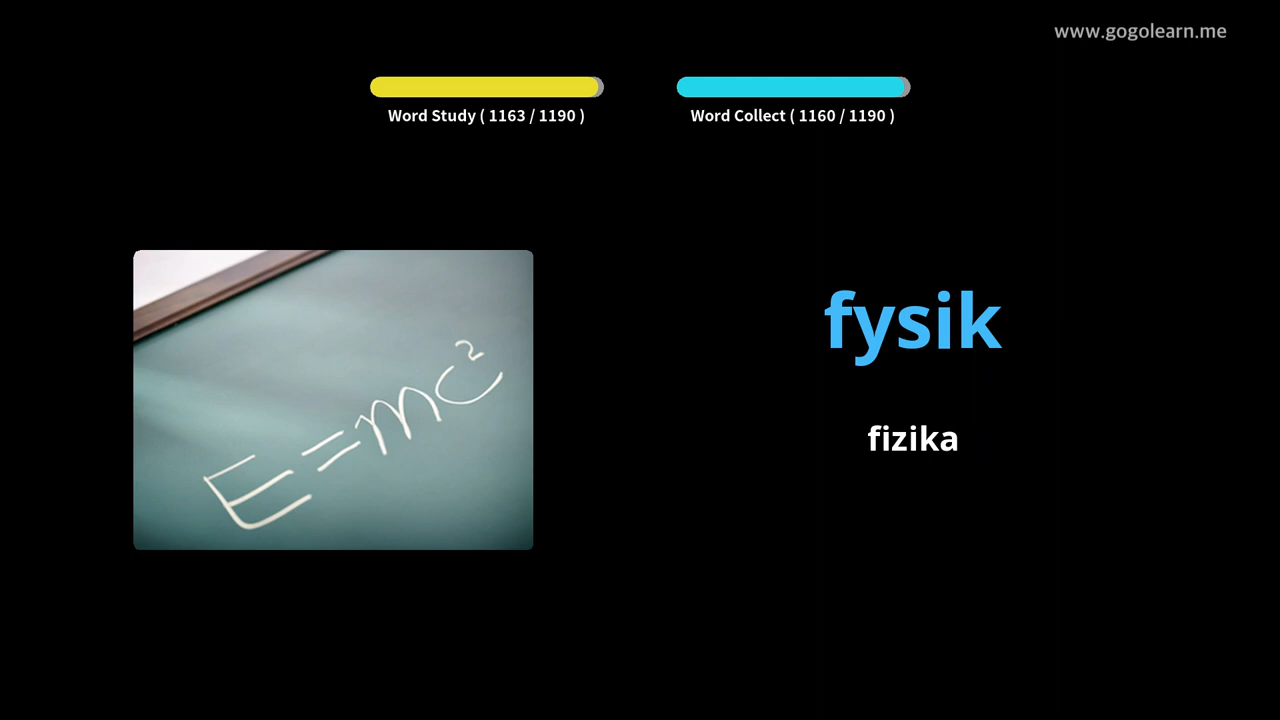 www.gogolearn.me
Word Study ( 1163 / 1190 )
Word Collect ( 1160 / 1190 )
E=mc²
fysik
fizika